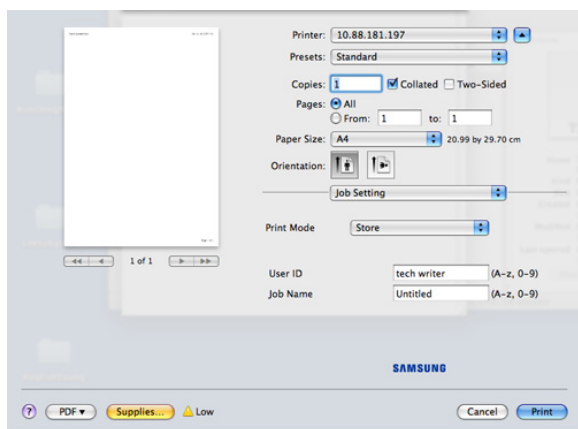 Printer: 10.88.181.197
Presets: Standard
Copies: 1 Collated Two-Sided
Pages: All
From: 1 to: 1
Paper Size: A4 20.99 by 29.70 cm
Orientation:
Job Setting
Print Mode Store
1 of 1
User ID tech writer (A-z, 0-9)
Job Name Untitled (A-z, 0-9)
SAMSUNG
? PDF Supplies... Low Cancel Print